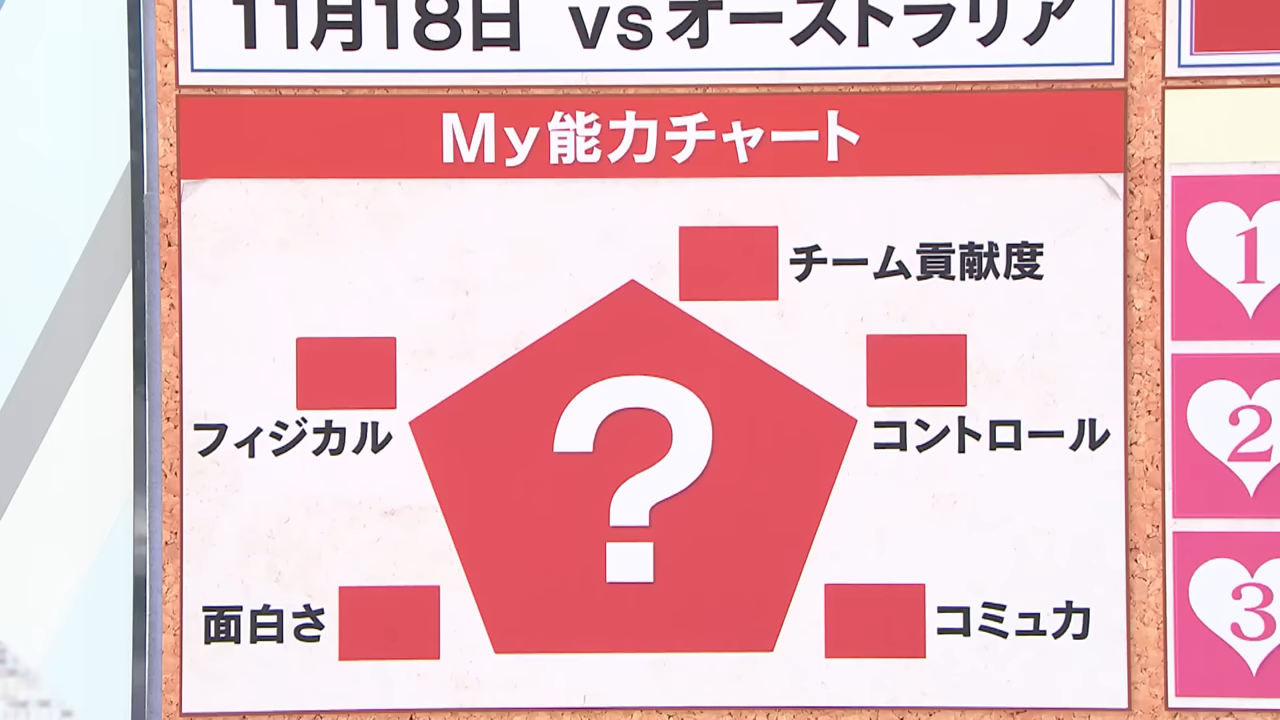 11月18日 vsオーストラリア
My能力チャート
チーム貢献度
フィジカル
コントロール
?
面白さ
コミュ力
1
2
3